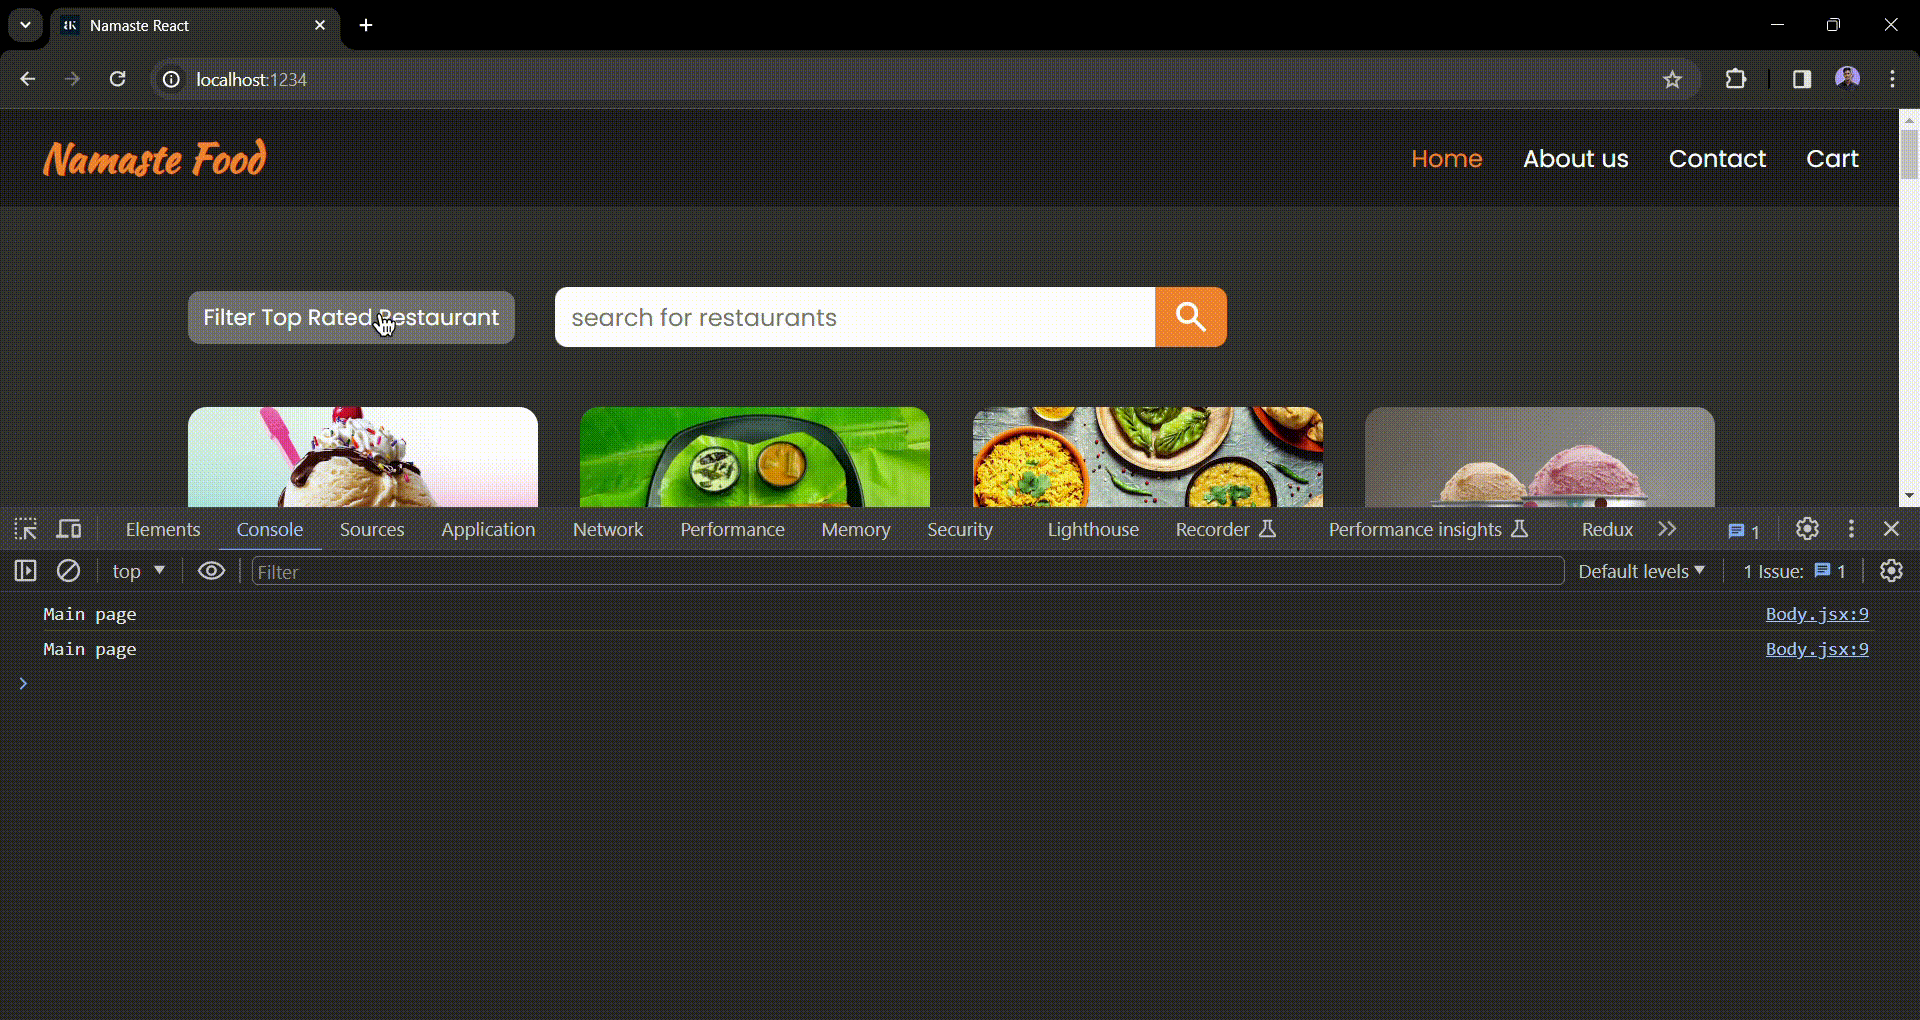 Namaste React
localhost:1234
Namaste Food
Home About us Contact Cart
Filter Top Rated Restaurant search for restaurants
Elements Console Sources Application Network Performance Memory Security Lighthouse Recorder Performance insights Redux 1
top Filter Default levels 1 Issue: 1
Main page Body.jsx:9
Main page Body.jsx:9